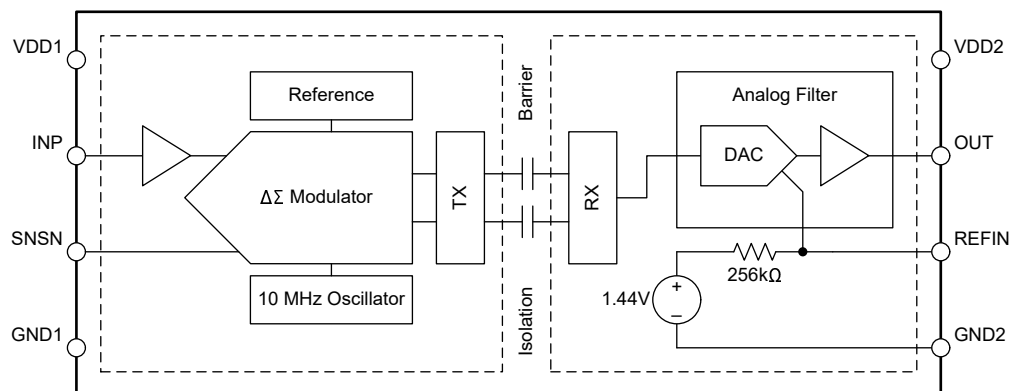 VDD1
VDD2
Reference
Barrier
Analog Filter
INP
OUT
DAC
ΔΣ Modulator
TX
RX
SNSN
REFIN
256kΩ
10 MHz Oscillator
1.44V
+
–
Isolation
GND1
GND2